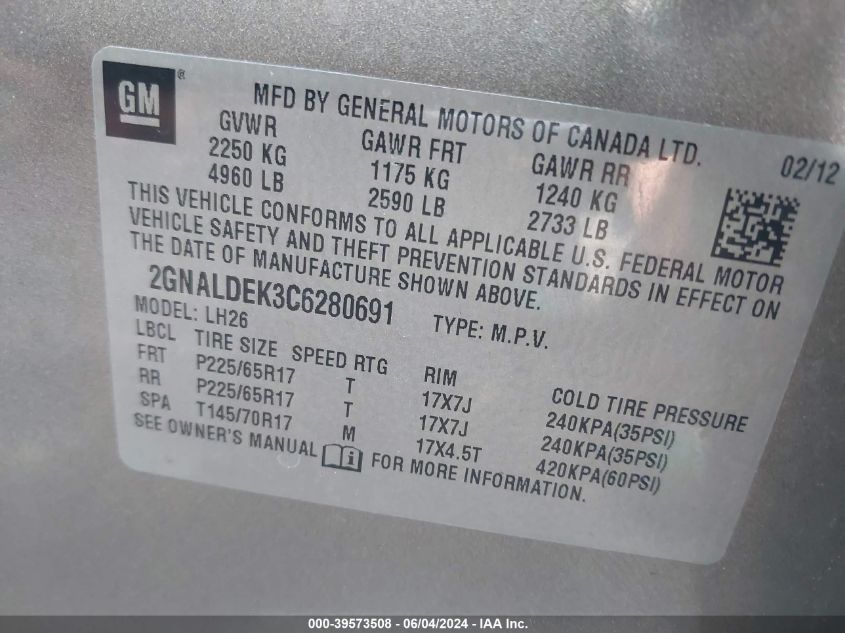 GM ®
MFD BY GENERAL MOTORS OF CANADA LTD.
02/12
GVWR GAWR FRT GAWR RR
2250 KG 1175 KG 1240 KG
4960 LB 2590 LB 2733 LB
THIS VEHICLE CONFORMS TO ALL APPLICABLE U.S. FEDERAL MOTOR
VEHICLE SAFETY AND THEFT PREVENTION STANDARDS IN EFFECT ON
THE DATE OF MANUFACTURE SHOWN ABOVE.
2GNALDEK3C6280691 TYPE: M.P.V.
MODEL: LH26
LBCL TIRE SIZE SPEED RTG RIM COLD TIRE PRESSURE
FRT P225/65R17 T 17X7J 240KPA(35PSI)
RR P225/65R17 T 17X7J 240KPA(35PSI)
SPA T145/70R17 M 17X4.5T 420KPA(60PSI)
SEE OWNER'S MANUAL i FOR MORE INFORMATION.
000-39573508 - 06/04/2024 - IAA Inc.